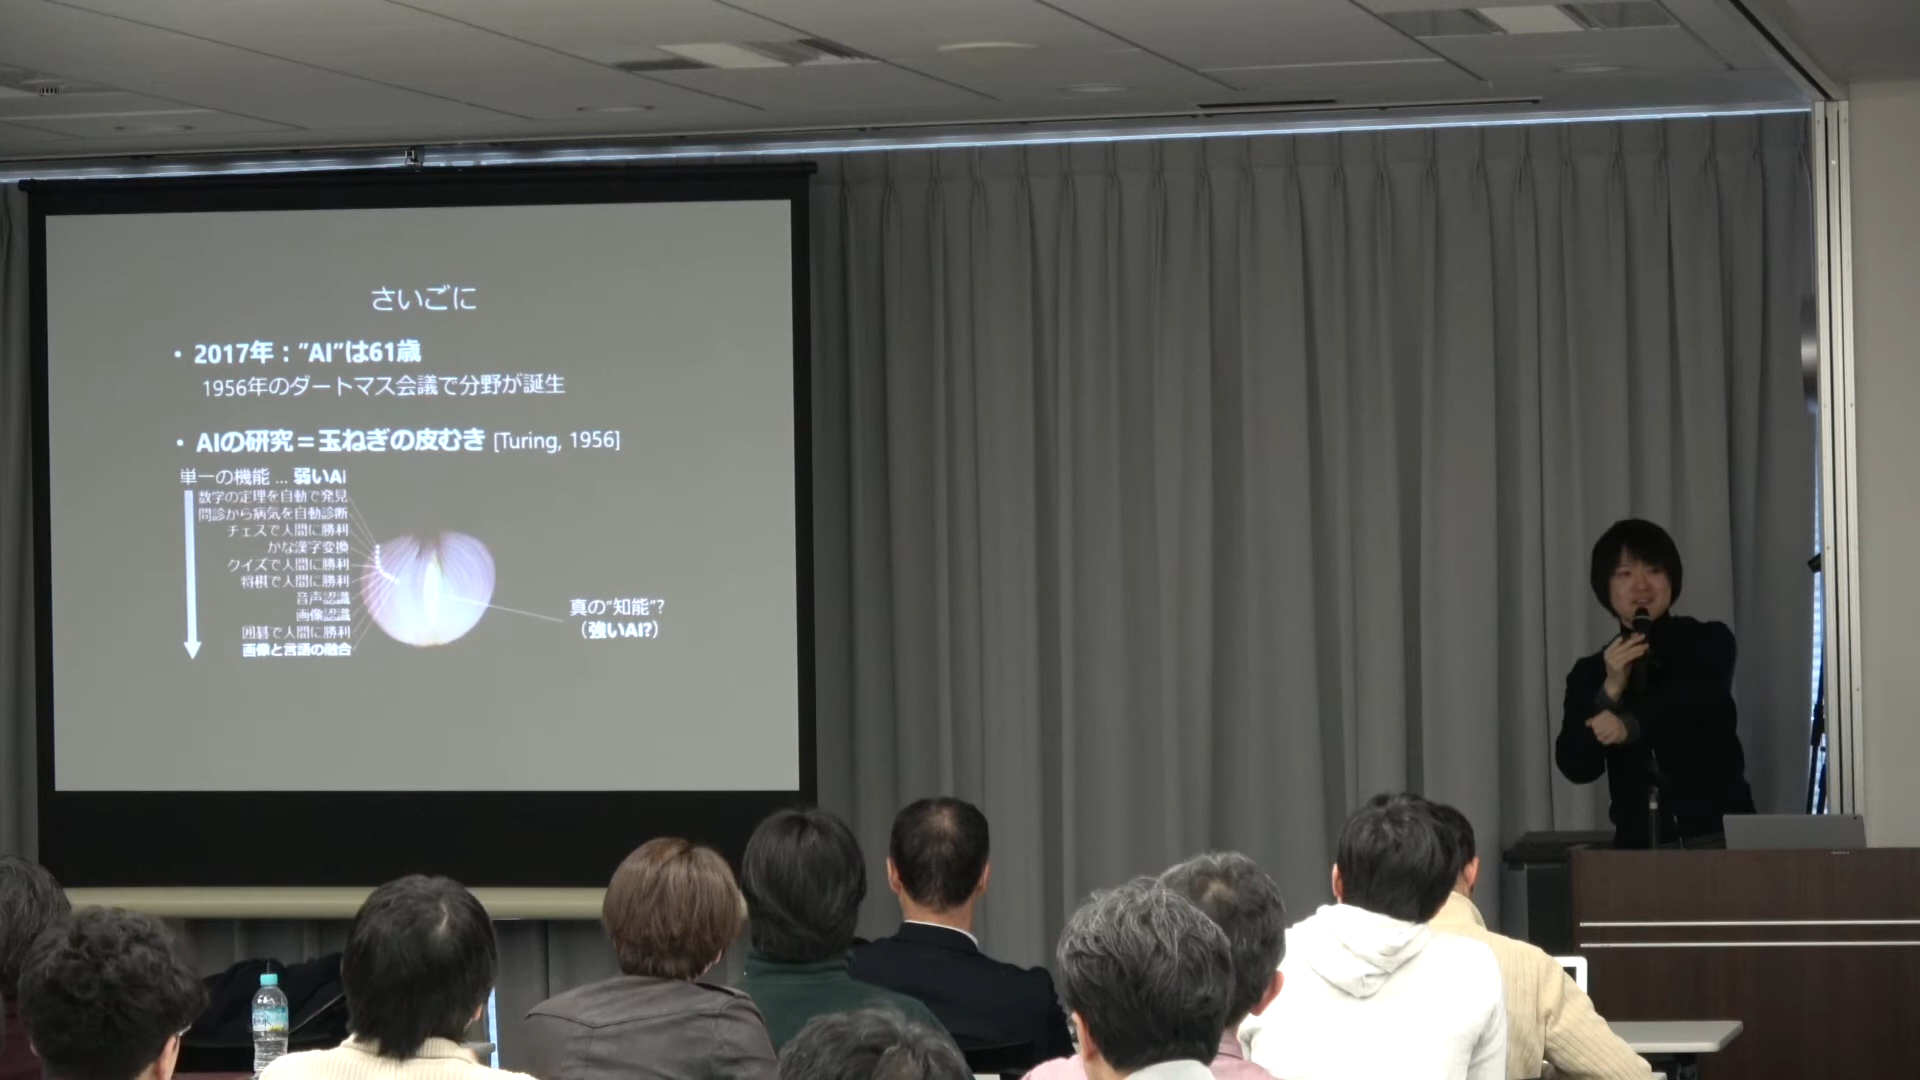 さいごに
• 2017年：”AI”は61歳
1956年のダートマス会議で分野が誕生
• AIの研究＝玉ねぎの皮むき [Turing, 1956]
単一の機能 ... 弱いAI
数学の定理を自動で発見
問診から病気を自動診断
チェスで人間に勝利
かな漢字変換
クイズで人間に勝利
将棋で人間に勝利
音声認識
画像認識
囲碁で人間に勝利
画像と言語の融合
真の”知能”?
（強いAI?）